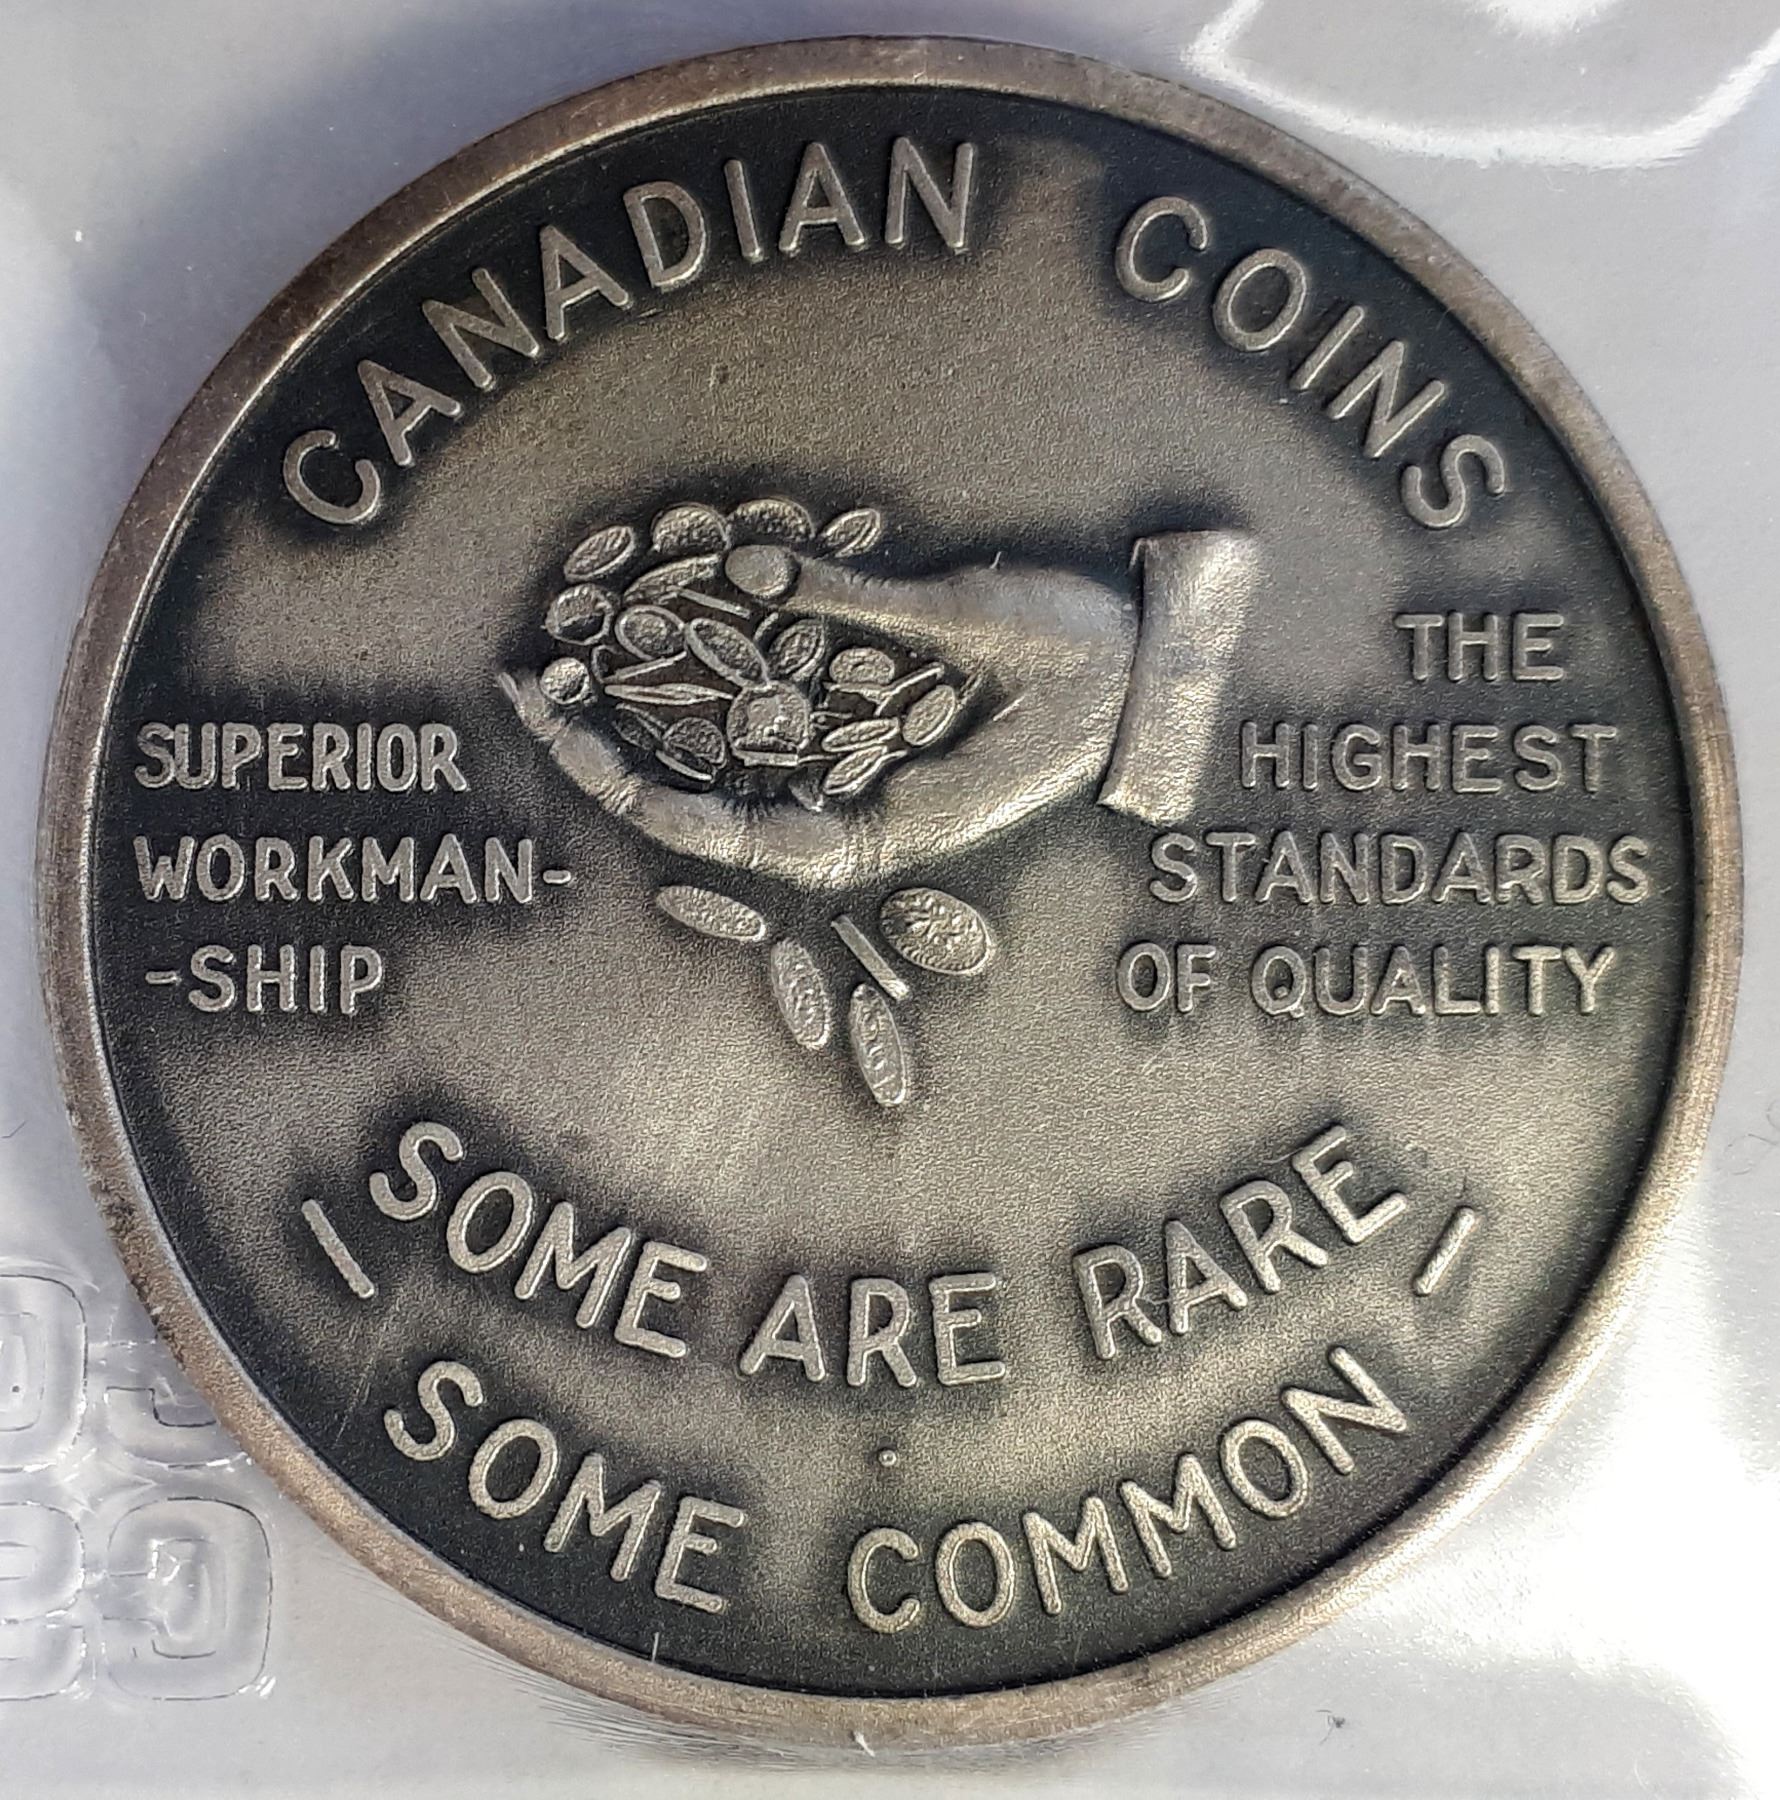 CANADIAN COINS
SUPERIOR
WORKMAN-
-SHIP
THE
HIGHEST
STANDARDS
OF QUALITY
- SOME ARE RARE -
SOME COMMON